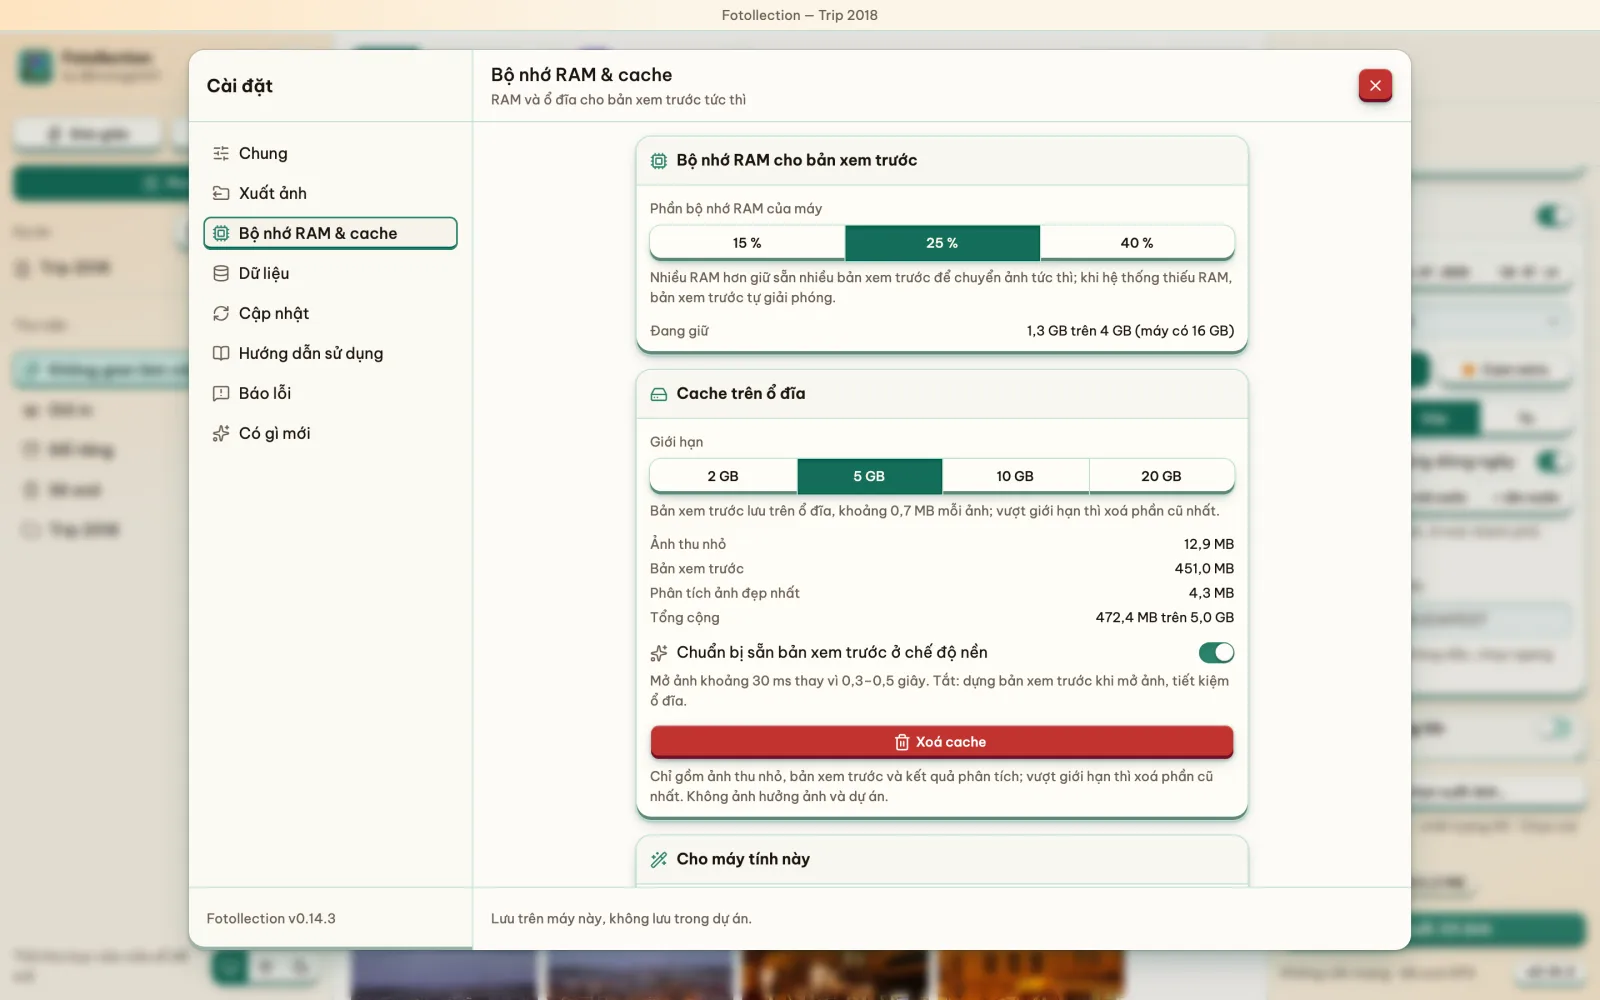 Fotollection — Trip 2018
Cài đặt
Bộ nhớ RAM & cache
RAM và ổ đĩa cho bản xem trước tức thì
Chung
Xuất ảnh
Bộ nhớ RAM & cache
Dữ liệu
Cập nhật
Hướng dẫn sử dụng
Báo lỗi
Có gì mới
Bộ nhớ RAM cho bản xem trước
Phần bộ nhớ RAM của máy
15 %
25 %
40 %
Nhiều RAM hơn giữ sẵn nhiều bản xem trước để chuyển ảnh tức thì; khi hệ thống thiếu RAM,
bản xem trước tự giải phóng.
Đang giữ
1,3 GB trên 4 GB (máy có 16 GB)
Cache trên ổ đĩa
Giới hạn
2 GB
5 GB
10 GB
20 GB
Bản xem trước lưu trên ổ đĩa, khoảng 0,7 MB mỗi ảnh; vượt giới hạn thì xoá phần cũ nhất.
Ảnh thu nhỏ
12,9 MB
Bản xem trước
451,0 MB
Phân tích ảnh đẹp nhất
4,3 MB
Tổng cộng
472,4 MB trên 5,0 GB
Chuẩn bị sẵn bản xem trước ở chế độ nền
Mở ảnh khoảng 30 ms thay vì 0,3–0,5 giây. Tắt: dựng bản xem trước khi mở ảnh, tiết kiệm
ổ đĩa.
Xoá cache
Chỉ gồm ảnh thu nhỏ, bản xem trước và kết quả phân tích; vượt giới hạn thì xoá phần cũ
nhất. Không ảnh hưởng ảnh và dự án.
Cho máy tính này
Fotollection v0.14.3
Lưu trên máy này, không lưu trong dự án.